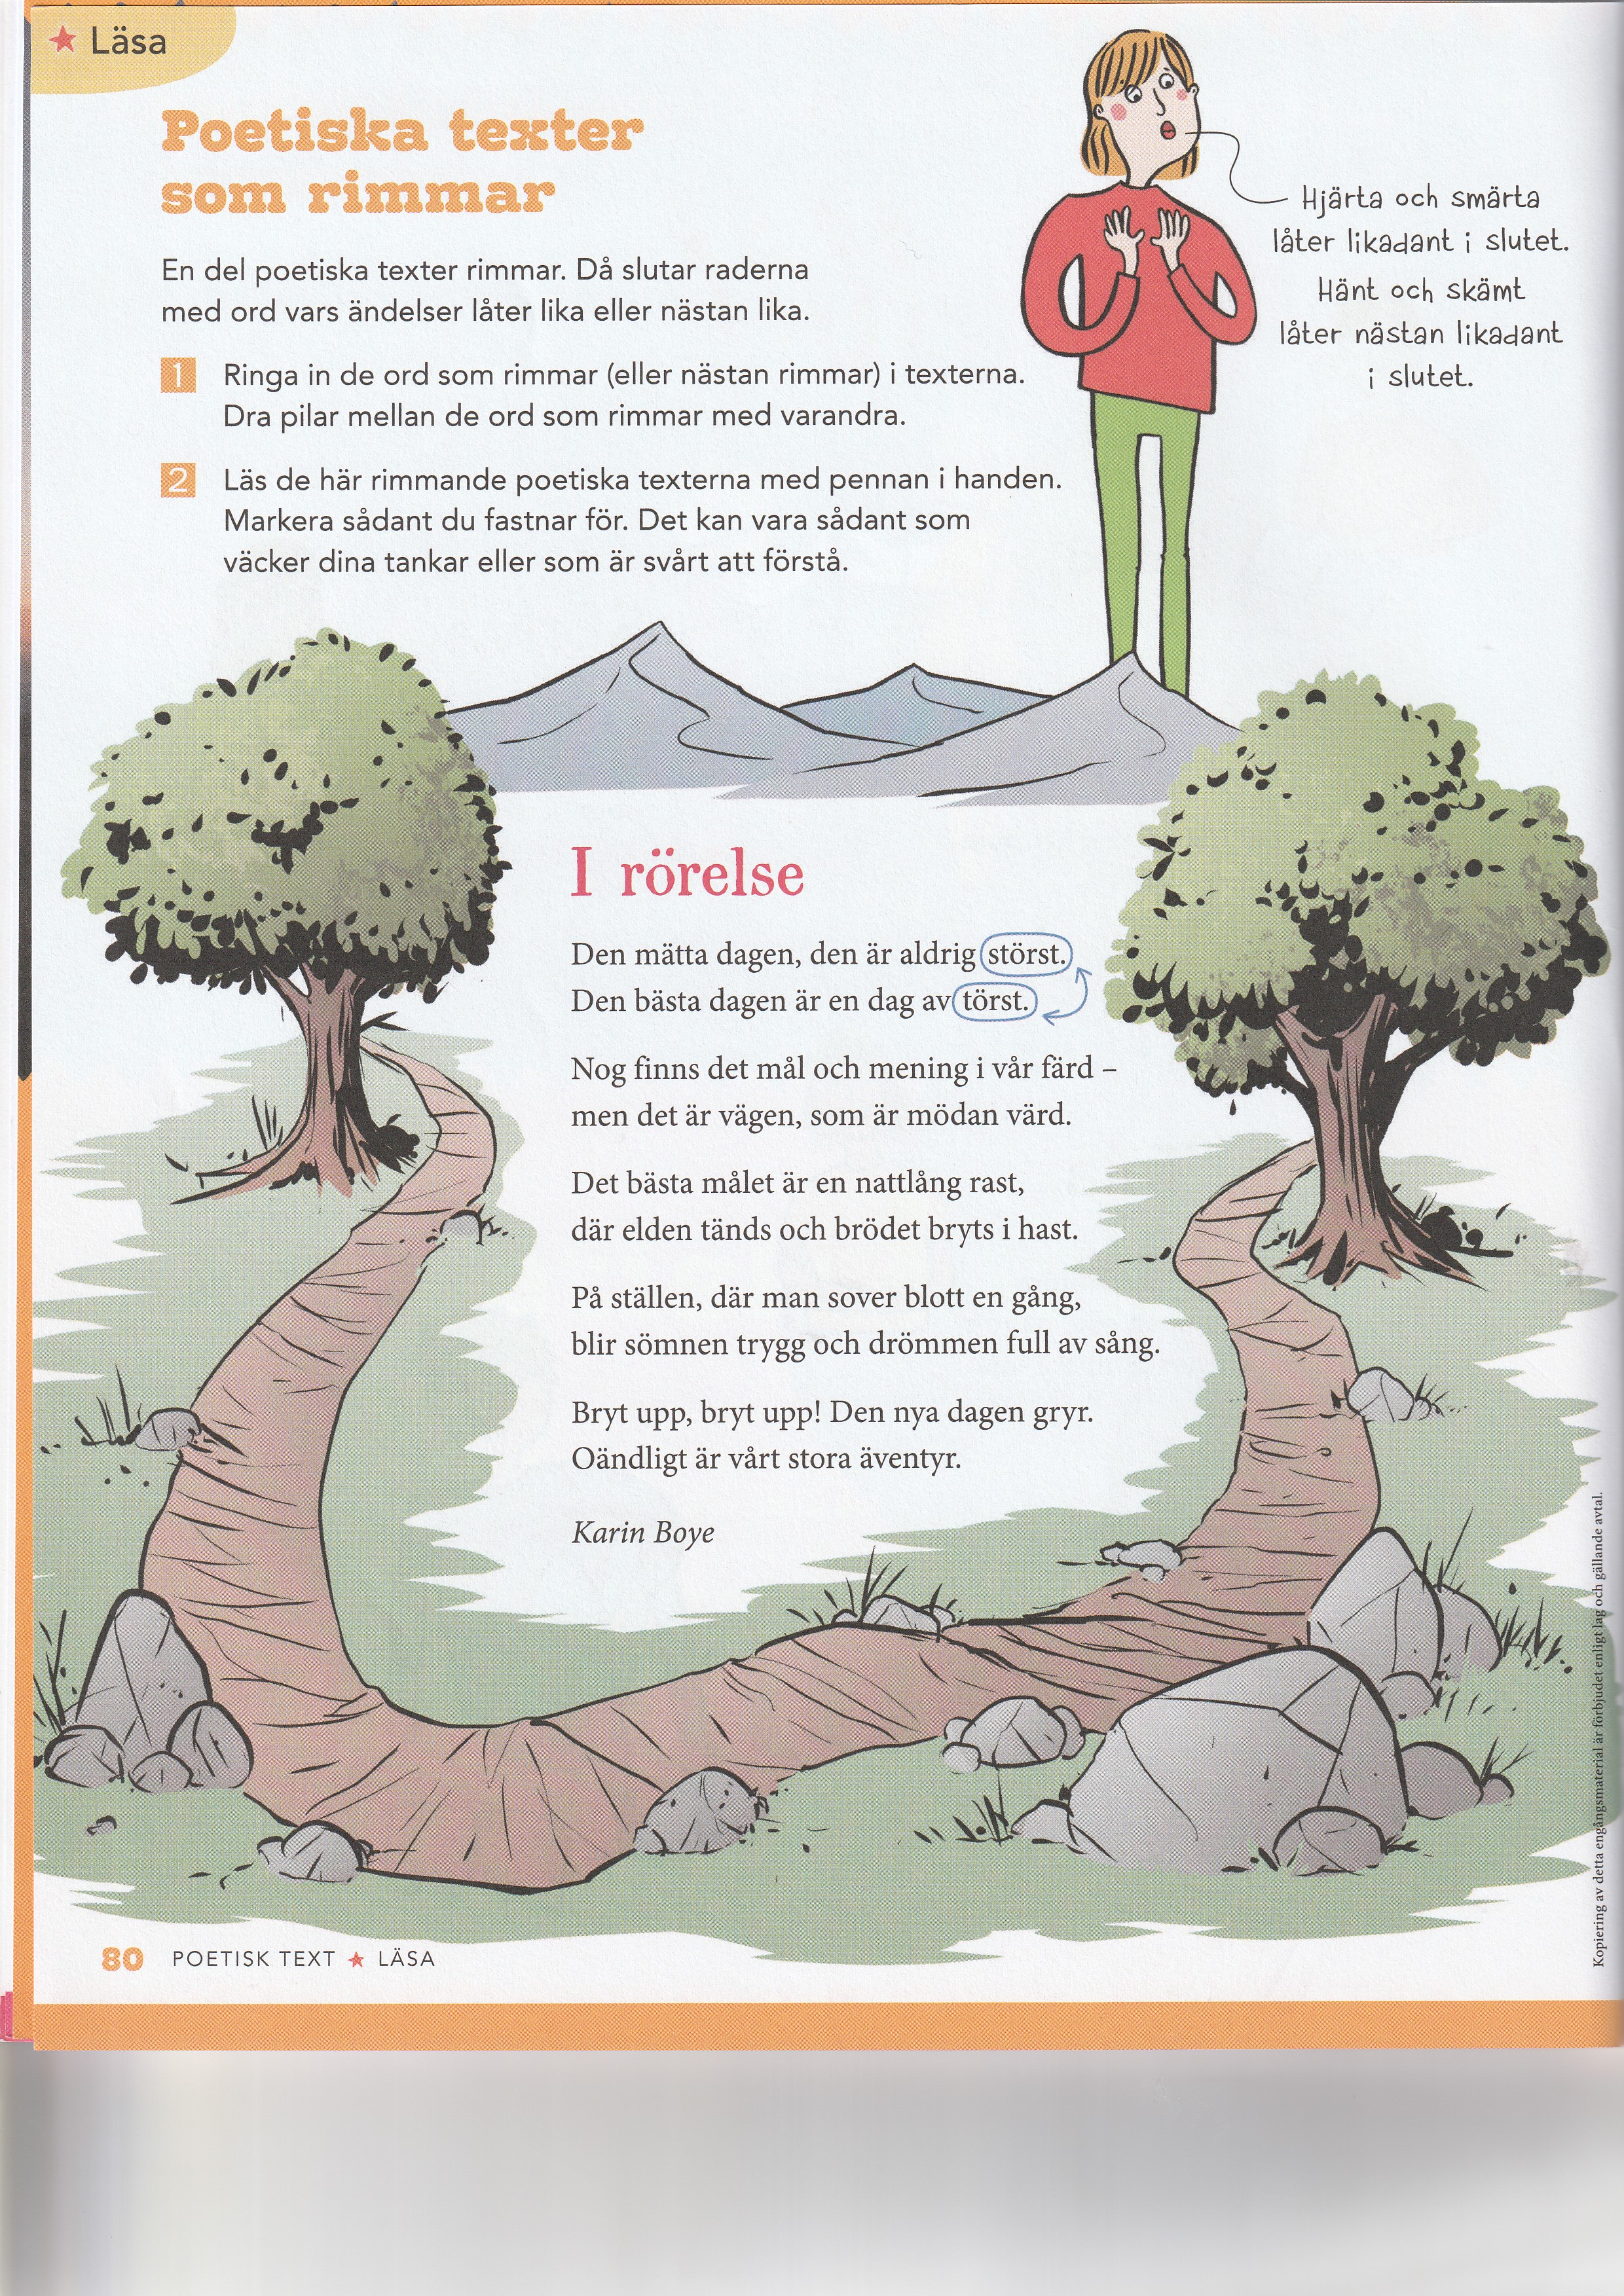 Läsa
Poetiska texter
som rimmar
En del poetiska texter rimmar. Då slutar raderna
med ord vars ändelser låter lika eller nästan lika.
1 Ringa in de ord som rimmar (eller nästan rimmar) i texterna.
Dra pilar mellan de ord som rimmar med varandra.
2 Läs de här rimmande poetiska texterna med pennan i handen.
Markera sådant du fastnar för. Det kan vara sådant som
väcker dina tankar eller som är svårt att förstå.
Hjärta och smärta
låter likadant i slutet.
Hänt och skämt
låter nästan likadant
i slutet.
I rörelse
Den mätta dagen, den är aldrig störst.
Den bästa dagen är en dag av törst.
Nog finns det mål och mening i vår färd –
men det är vägen, som är mödan värd.
Det bästa målet är en nattlång rast,
där elden tänds och brödet bryts i hast.
På ställen, där man sover blott en gång,
blir sömnen trygg och drömmen full av sång.
Bryt upp, bryt upp! Den nya dagen gryr.
Oändligt är vårt stora äventyr.
Karin Boye
Kopiering av detta engångsmaterial är förbjudet enligt lag och gällande avtal.
80 POETISK TEXT ★ LÄSA